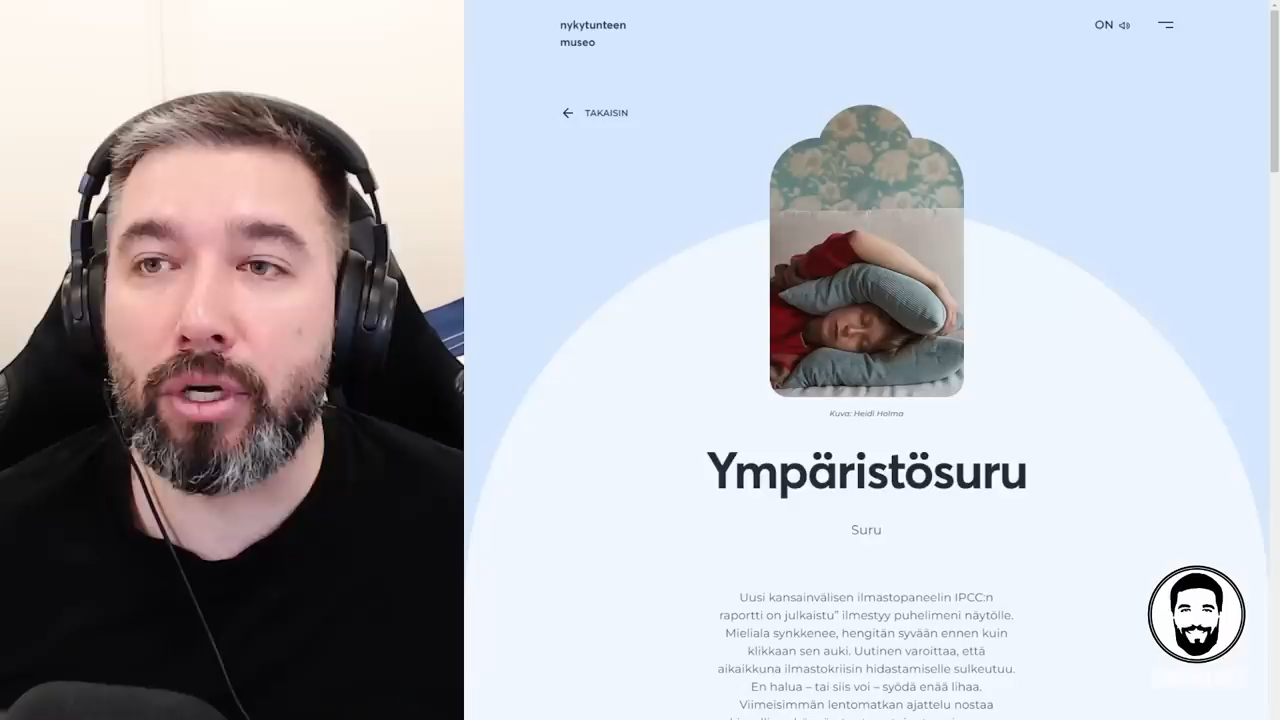 nykytunteen
museo
ON
TAKAISIN
Kuva: Heidi Holma
Ympäristösuru
Suru
Uusi kansainvälisen ilmastopaneelin IPCC:n
raportti on julkaistu” ilmestyy puhelimeni näytölle.
Mieliala synkkenee, hengitän syvään ennen kuin
klikkaan sen auki. Uutinen varoittaa, että
aikaikkuna ilmastokriisin hidastamiselle sulkeutuu.
En halua – tai siis voi – syödä enää lihaa.
Viimeisimmän lentomatkan ajattelu nostaa